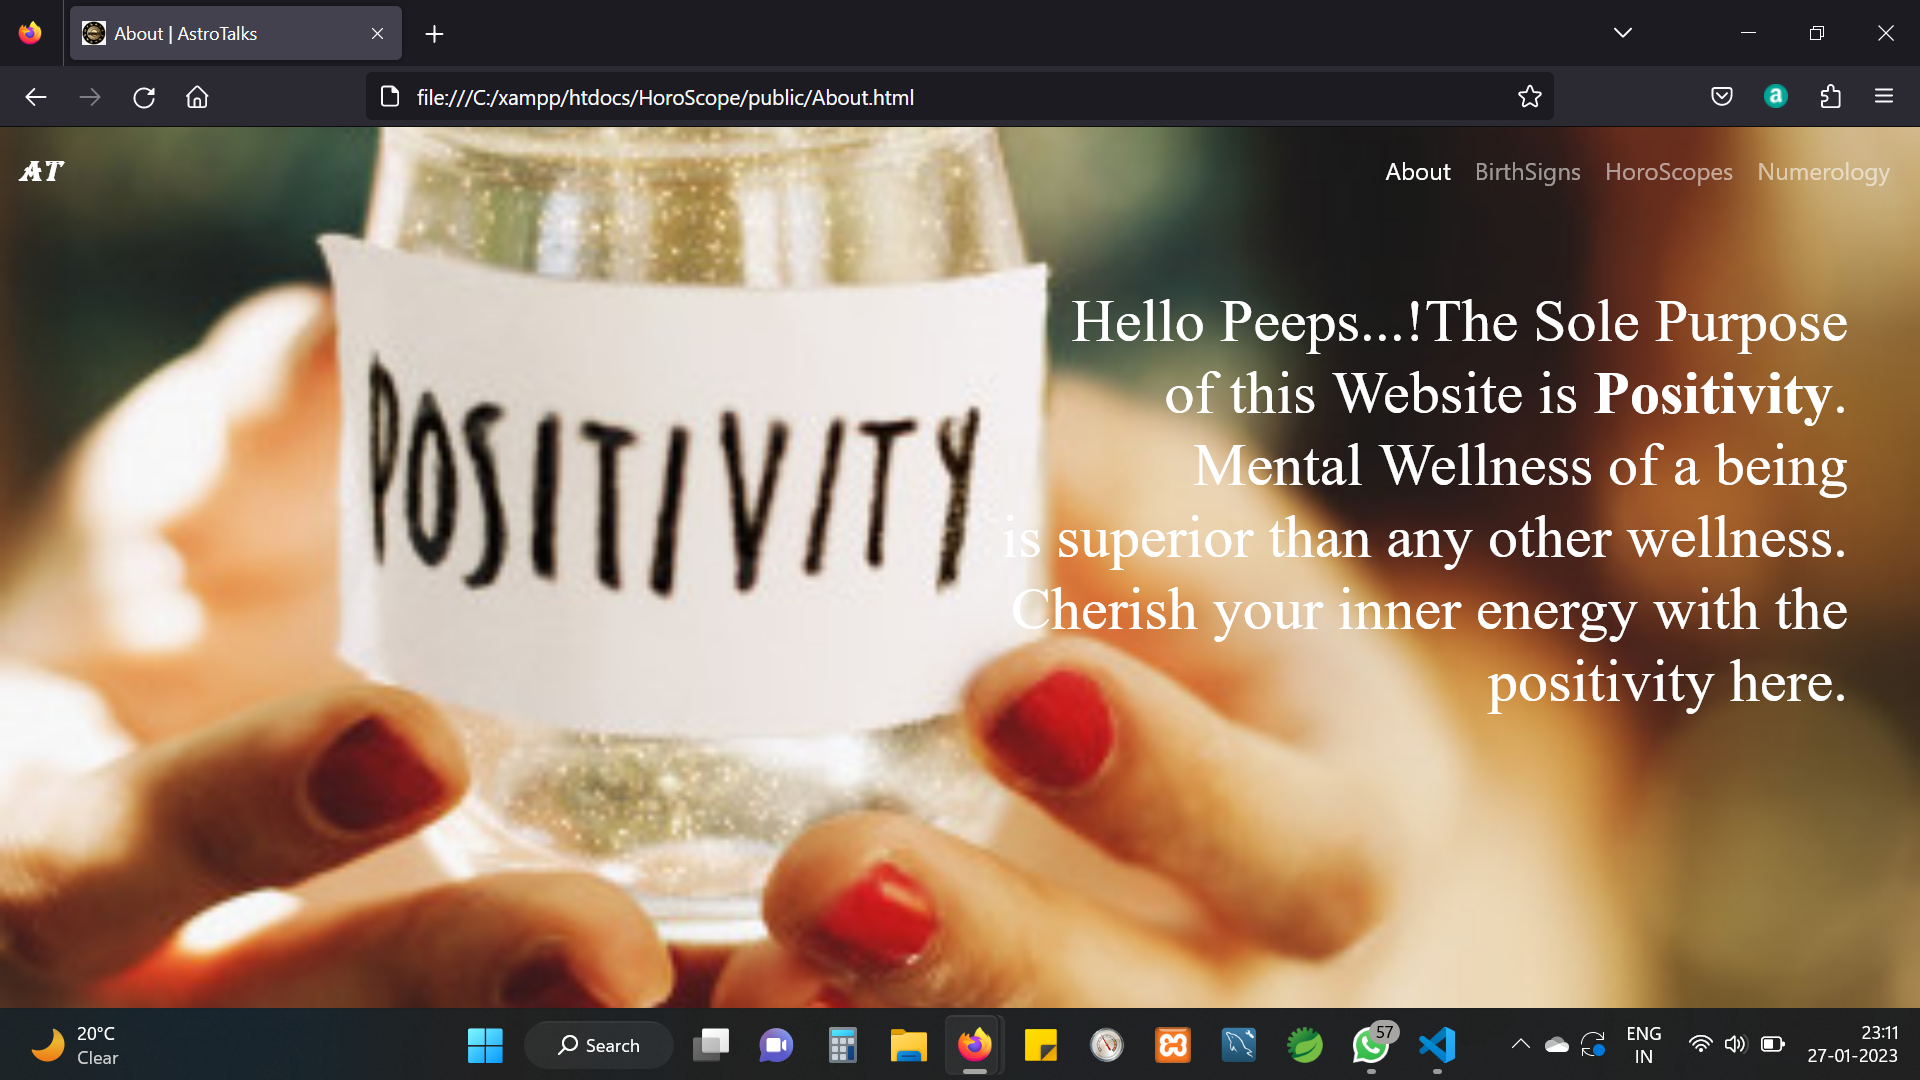 About | AstroTalks
file:///C:/xampp/htdocs/HoroScope/public/About.html
a
AT
About BirthSigns HoroScopes Numerology
POSITIVITY
Hello Peeps...!The Sole Purpose
of this Website is Positivity.
Mental Wellness of a being
is superior than any other wellness.
Cherish your inner energy with the
positivity here.
20°C
Clear
Search
57
ENG
IN
23:11
27-01-2023